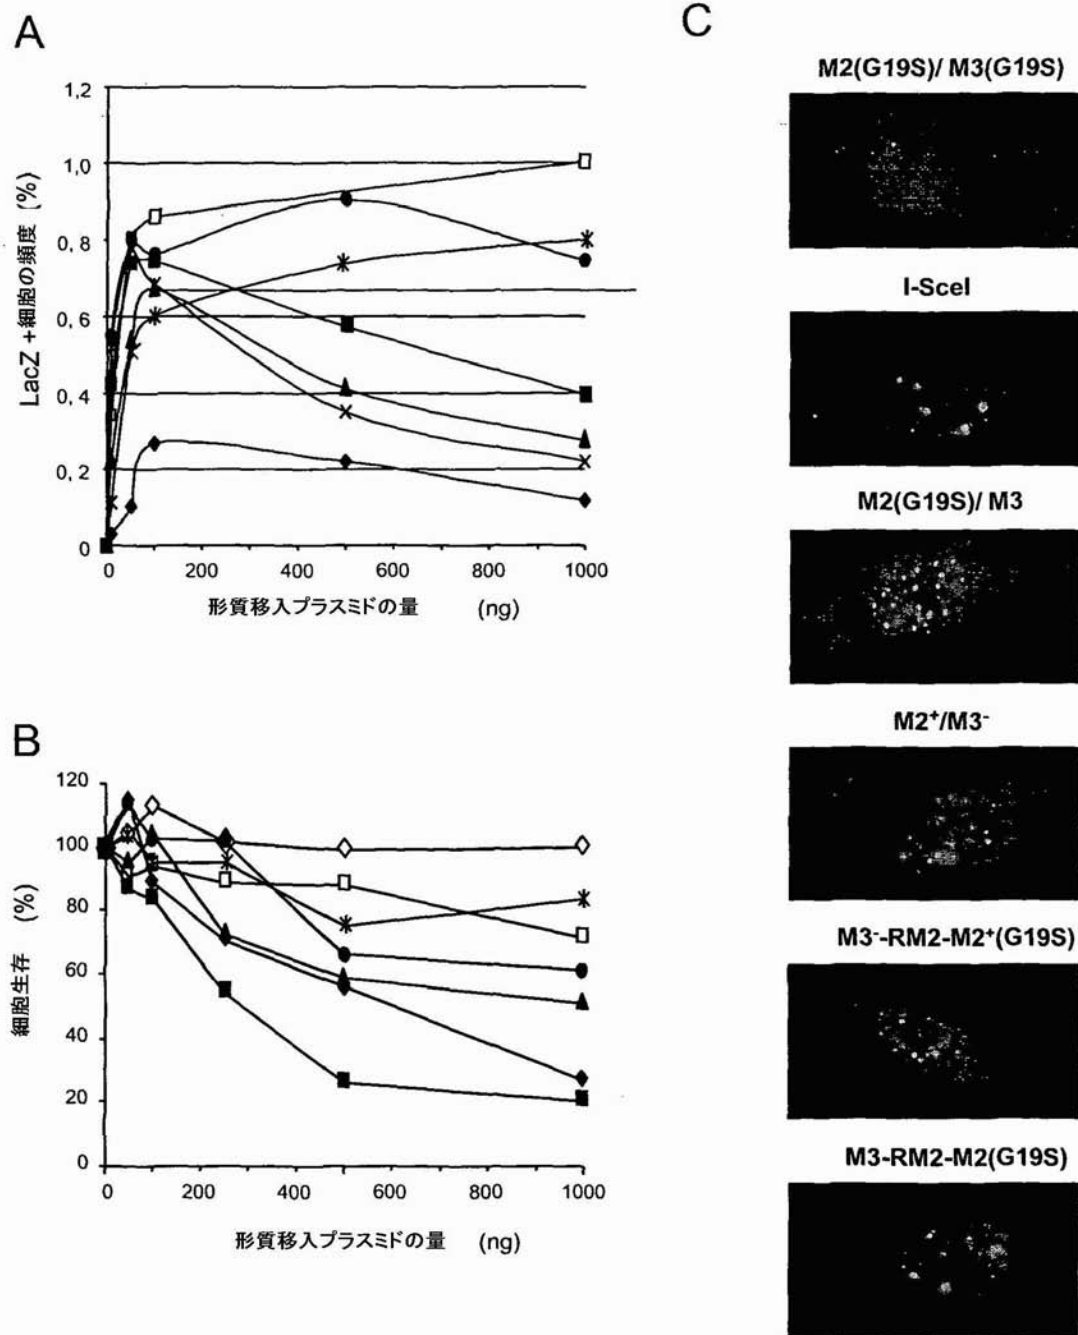 A
LacZ +細胞の頻度 (%)
1,2
1,0
0,8
0,6
0,4
0,2
0
0 200 400 600 800 1000
形質移入プラスミドの量 (ng)
B
細胞生存 (%)
120
100
80
60
40
20
0
0 200 400 600 800 1000
形質移入プラスミドの量 (ng)
C
M2(G19S)/ M3(G19S)
I-SceI
M2(G19S)/ M3
M2⁺/M3⁻
M3⁻-RM2-M2⁺(G19S)
M3-RM2-M2(G19S)